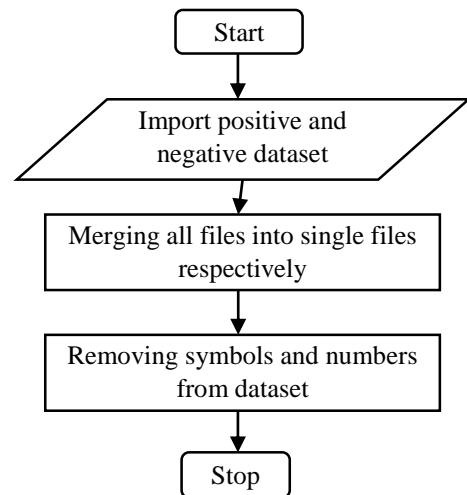 Start
Import positive and
negative dataset
Merging all files into single files
respectively
Removing symbols and numbers
from dataset
Stop